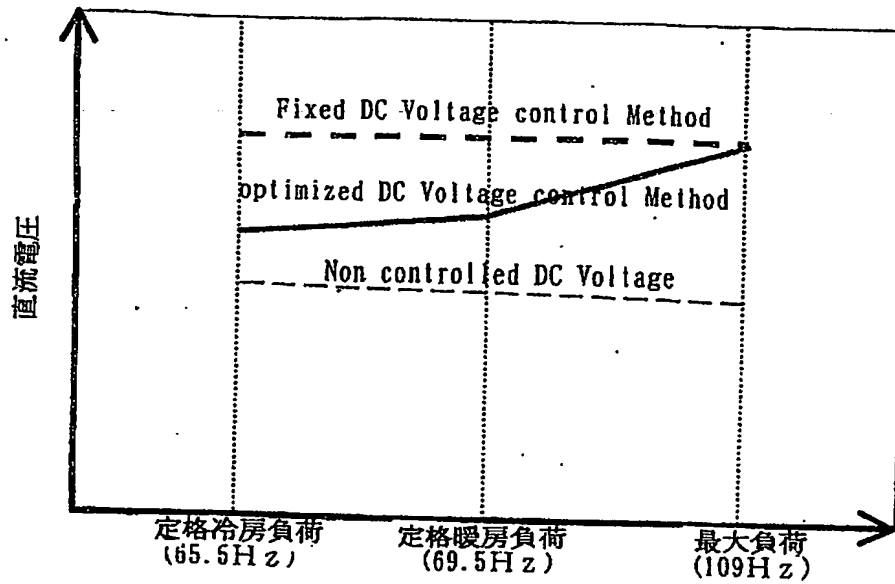 Fixed DC Voltage control Method
optimized DC Voltage control Method
Non controlled DC Voltage
直流電圧
定格冷房負荷
(65.5Hz)
定格暖房負荷
(69.5Hz)
最大負荷
(109Hz)